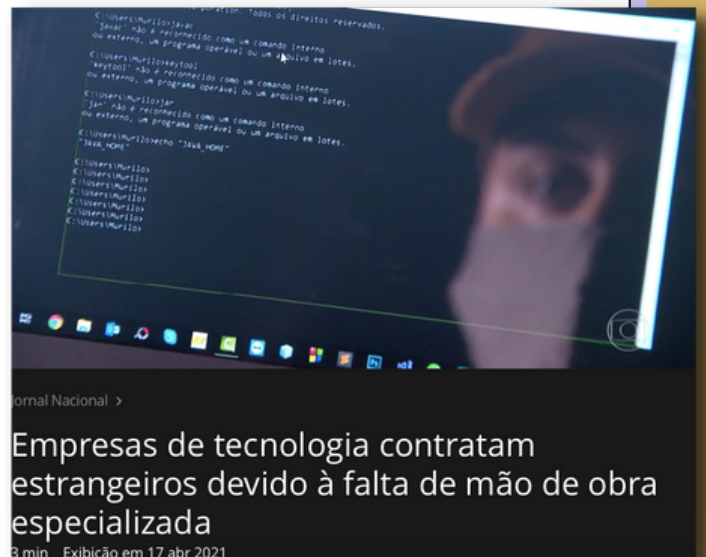 poration. Todos os direitos reservados.
C:\Users\Murilo>javac
'javac' não é reconhecido como um comando interno
ou externo, um programa operável ou um arquivo em lotes.
C:\Users\Murilo>keytool
'keytool' não é reconhecido como um comando interno
ou externo, um programa operável ou um arquivo em lotes.
C:\Users\Murilo>jar
'jar' não é reconhecido como um comando interno
ou externo, um programa operável ou um arquivo em lotes.
C:\Users\Murilo>echo "JAVA_HOME"
"JAVA_HOME"
C:\Users\Murilo>
C:\Users\Murilo>
C:\Users\Murilo>
C:\Users\Murilo>
C:\Users\Murilo>
C:\Users\Murilo>
Ps
ornal Nacional >
Empresas de tecnologia contratam
estrangeiros devido à falta de mão de obra
especializada
3 min Exibição em 17 abr 2021